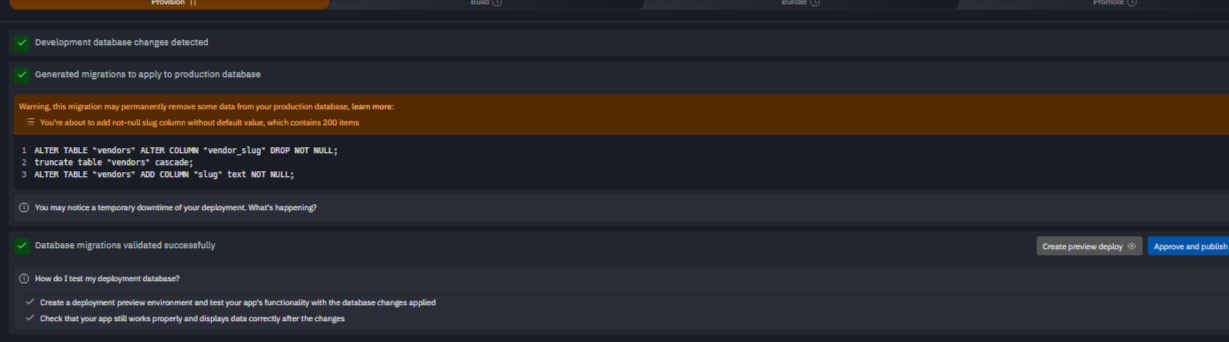 Provision
Build
Bundle
Promote
Development database changes detected
Generated migrations to apply to production database
Warning, this migration may permanently remove some data from your production database, learn more:
You're about to add not-null slug column without default value, which contains 200 items
1 ALTER TABLE "vendors" ALTER COLUMN "vendor_slug" DROP NOT NULL;
2 truncate table "vendors" cascade;
3 ALTER TABLE "vendors" ADD COLUMN "slug" text NOT NULL;
You may notice a temporary downtime of your deployment. What's happening?
Database migrations validated successfully
Create preview deploy
Approve and publish
How do I test my deployment database?
Create a deployment preview environment and test your app's functionality with the database changes applied
Check that your app still works properly and displays data correctly after the changes